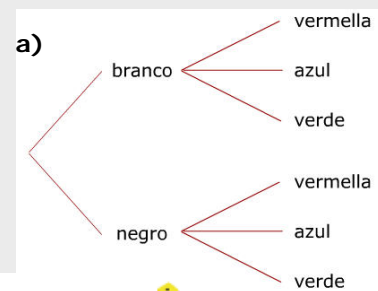 vermella
a)
branco
azul
verde
vermella
negro
azul
verde